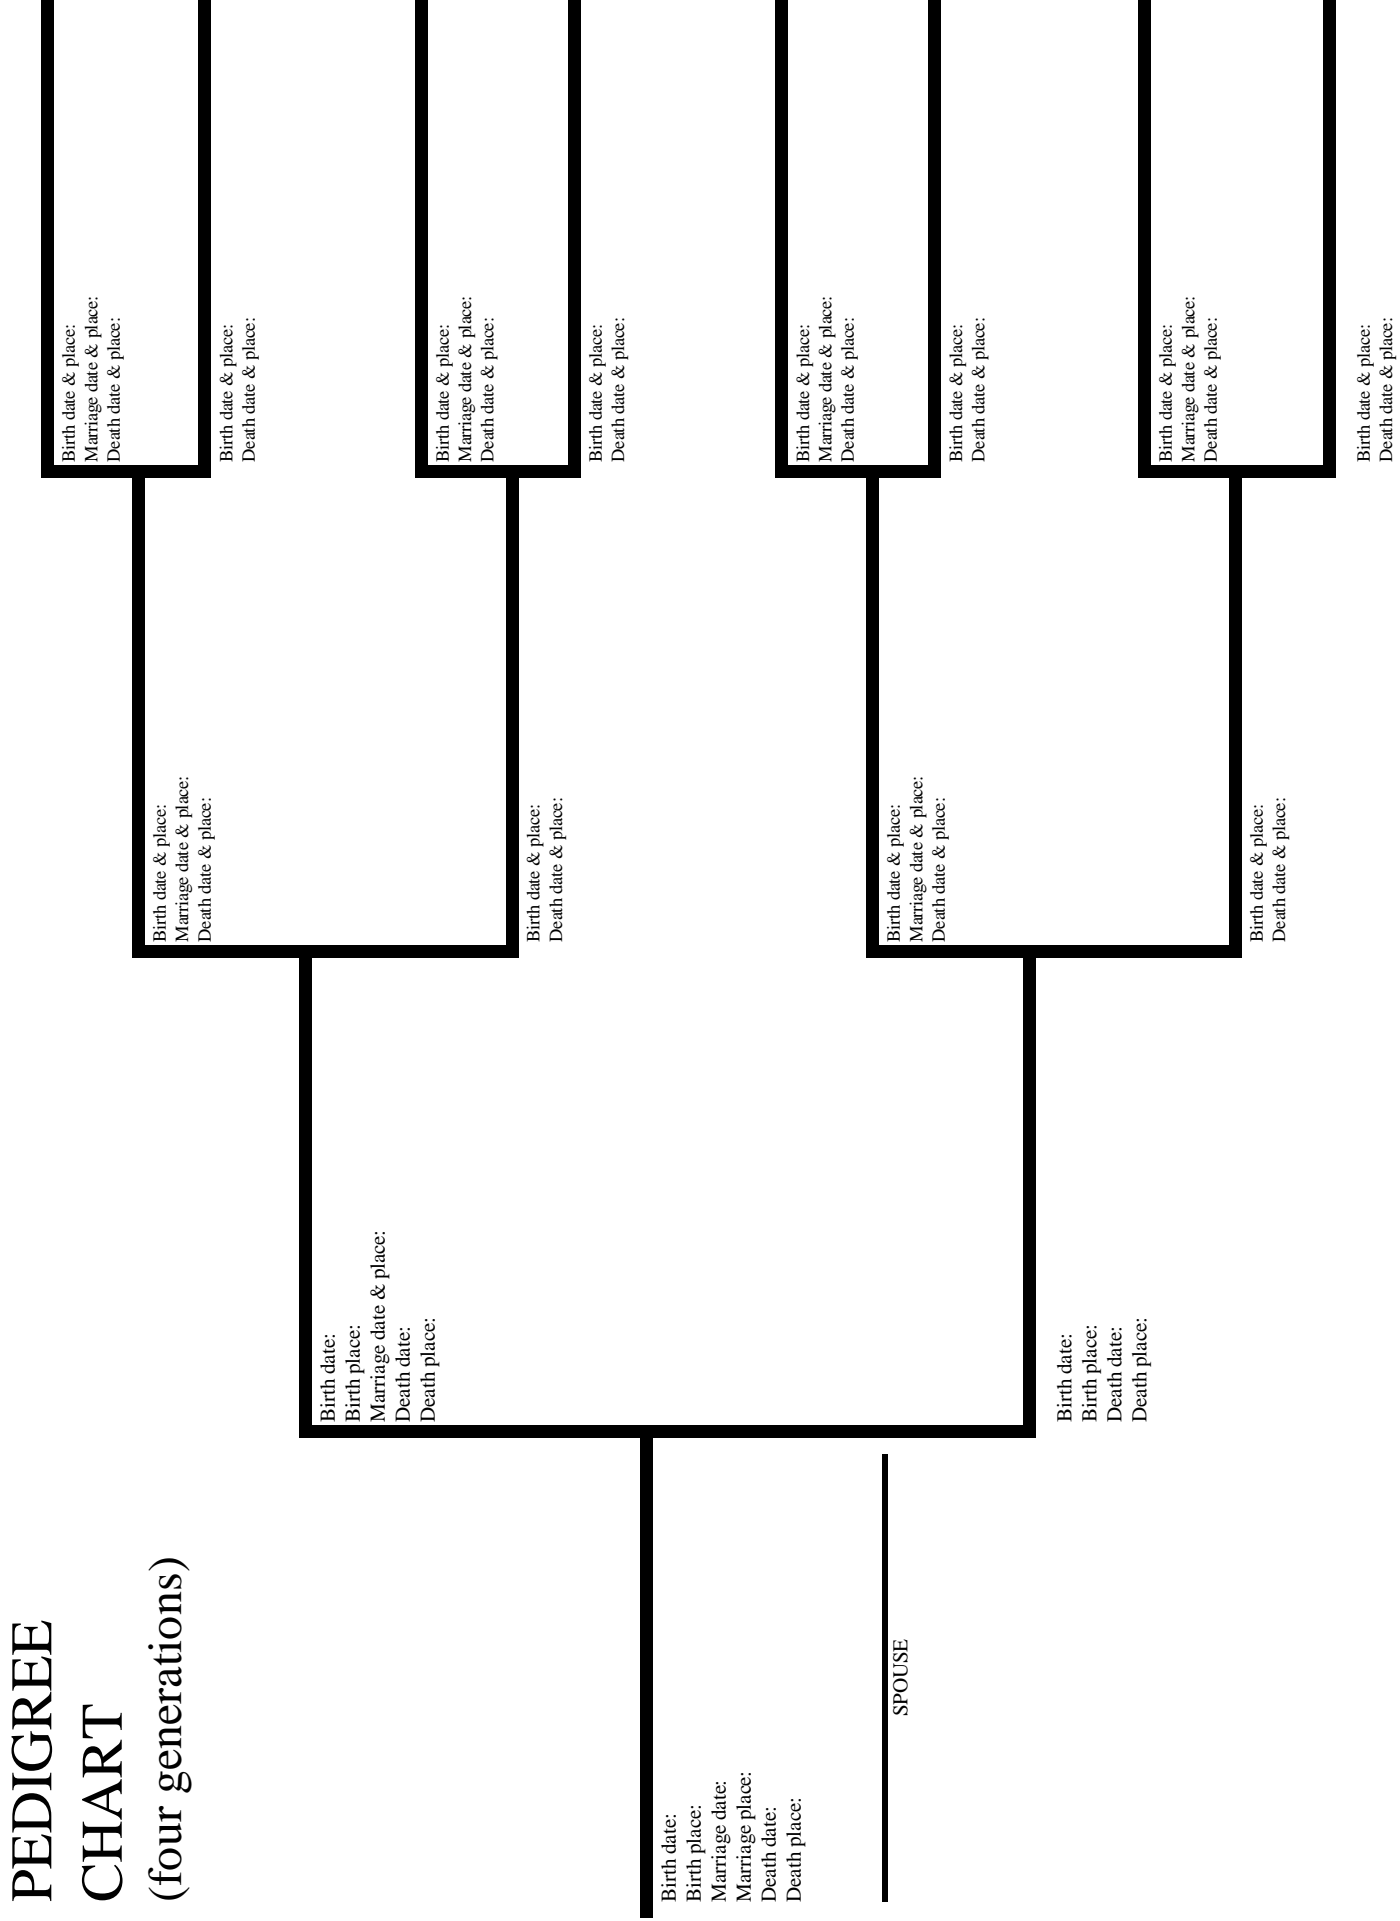 PEDIGREE
CHART
(four generations)
Birth date:
Birth place:
Marriage date:
Marriage place:
Death date:
Death place:
SPOUSE
Birth date:
Birth place:
Marriage date & place:
Death date:
Death place:
Birth date:
Birth place:
Death date:
Death place:
Birth date & place:
Marriage date & place:
Death date & place:
Birth date & place:
Death date & place:
Birth date & place:
Marriage date & place:
Death date & place:
Birth date & place:
Death date & place:
Birth date & place:
Marriage date & place:
Death date & place:
Birth date & place:
Death date & place:
Birth date & place:
Marriage date & place:
Death date & place:
Birth date & place:
Death date & place:
Birth date & place:
Marriage date & place:
Death date & place:
Birth date & place:
Death date & place:
Birth date & place:
Marriage date & place:
Death date & place:
Birth date & place:
Death date & place: